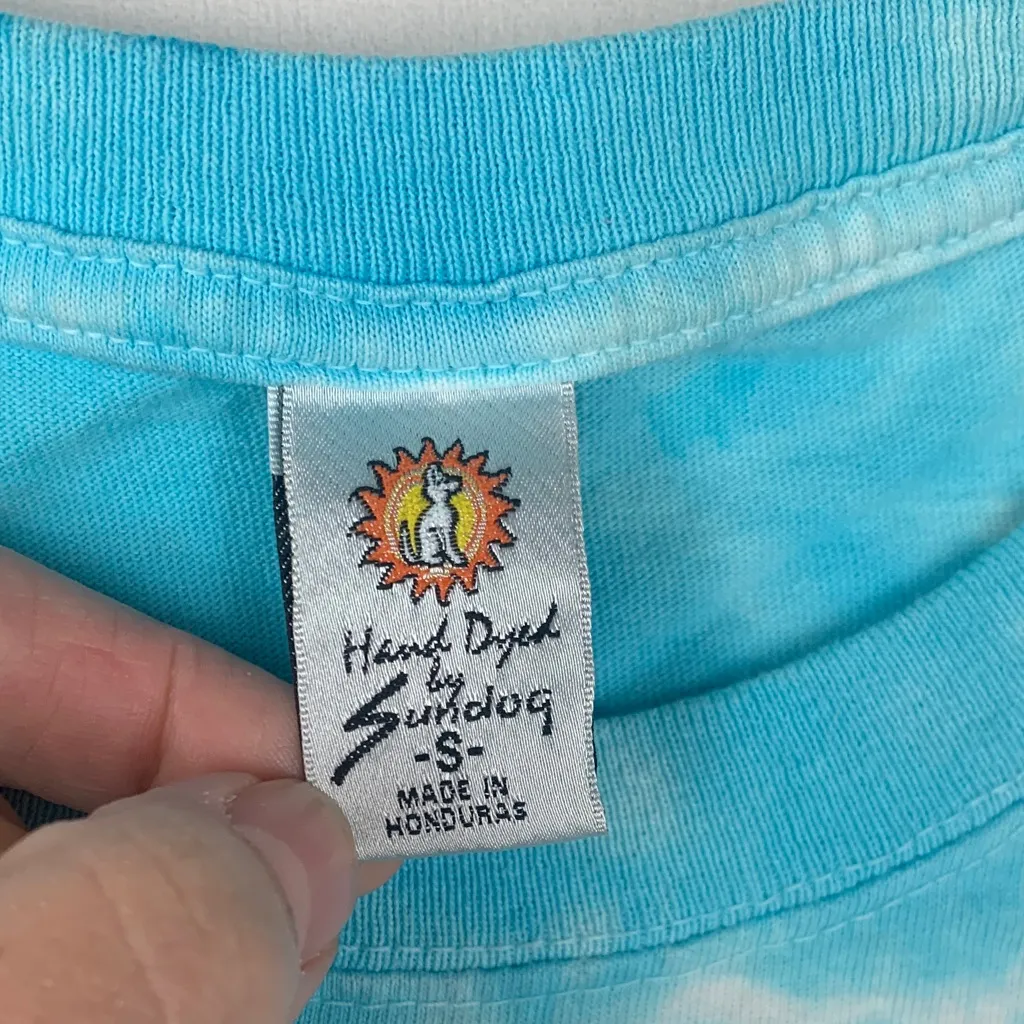 Hand Dyed
by
Sundog
-S-
MADE IN
HONDURAS